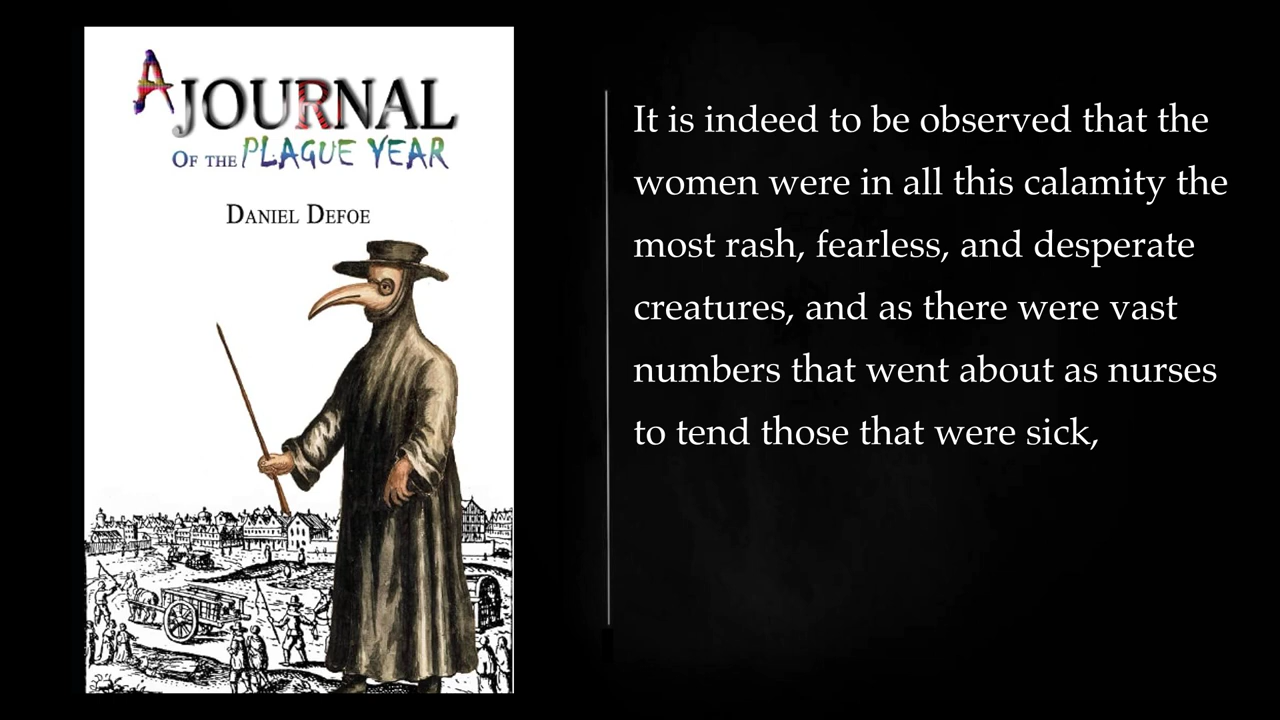 A JOURNAL
OF THE PLAGUE YEAR
DANIEL DEFOE
It is indeed to be observed that the
women were in all this calamity the
most rash, fearless, and desperate
creatures, and as there were vast
numbers that went about as nurses
to tend those that were sick,